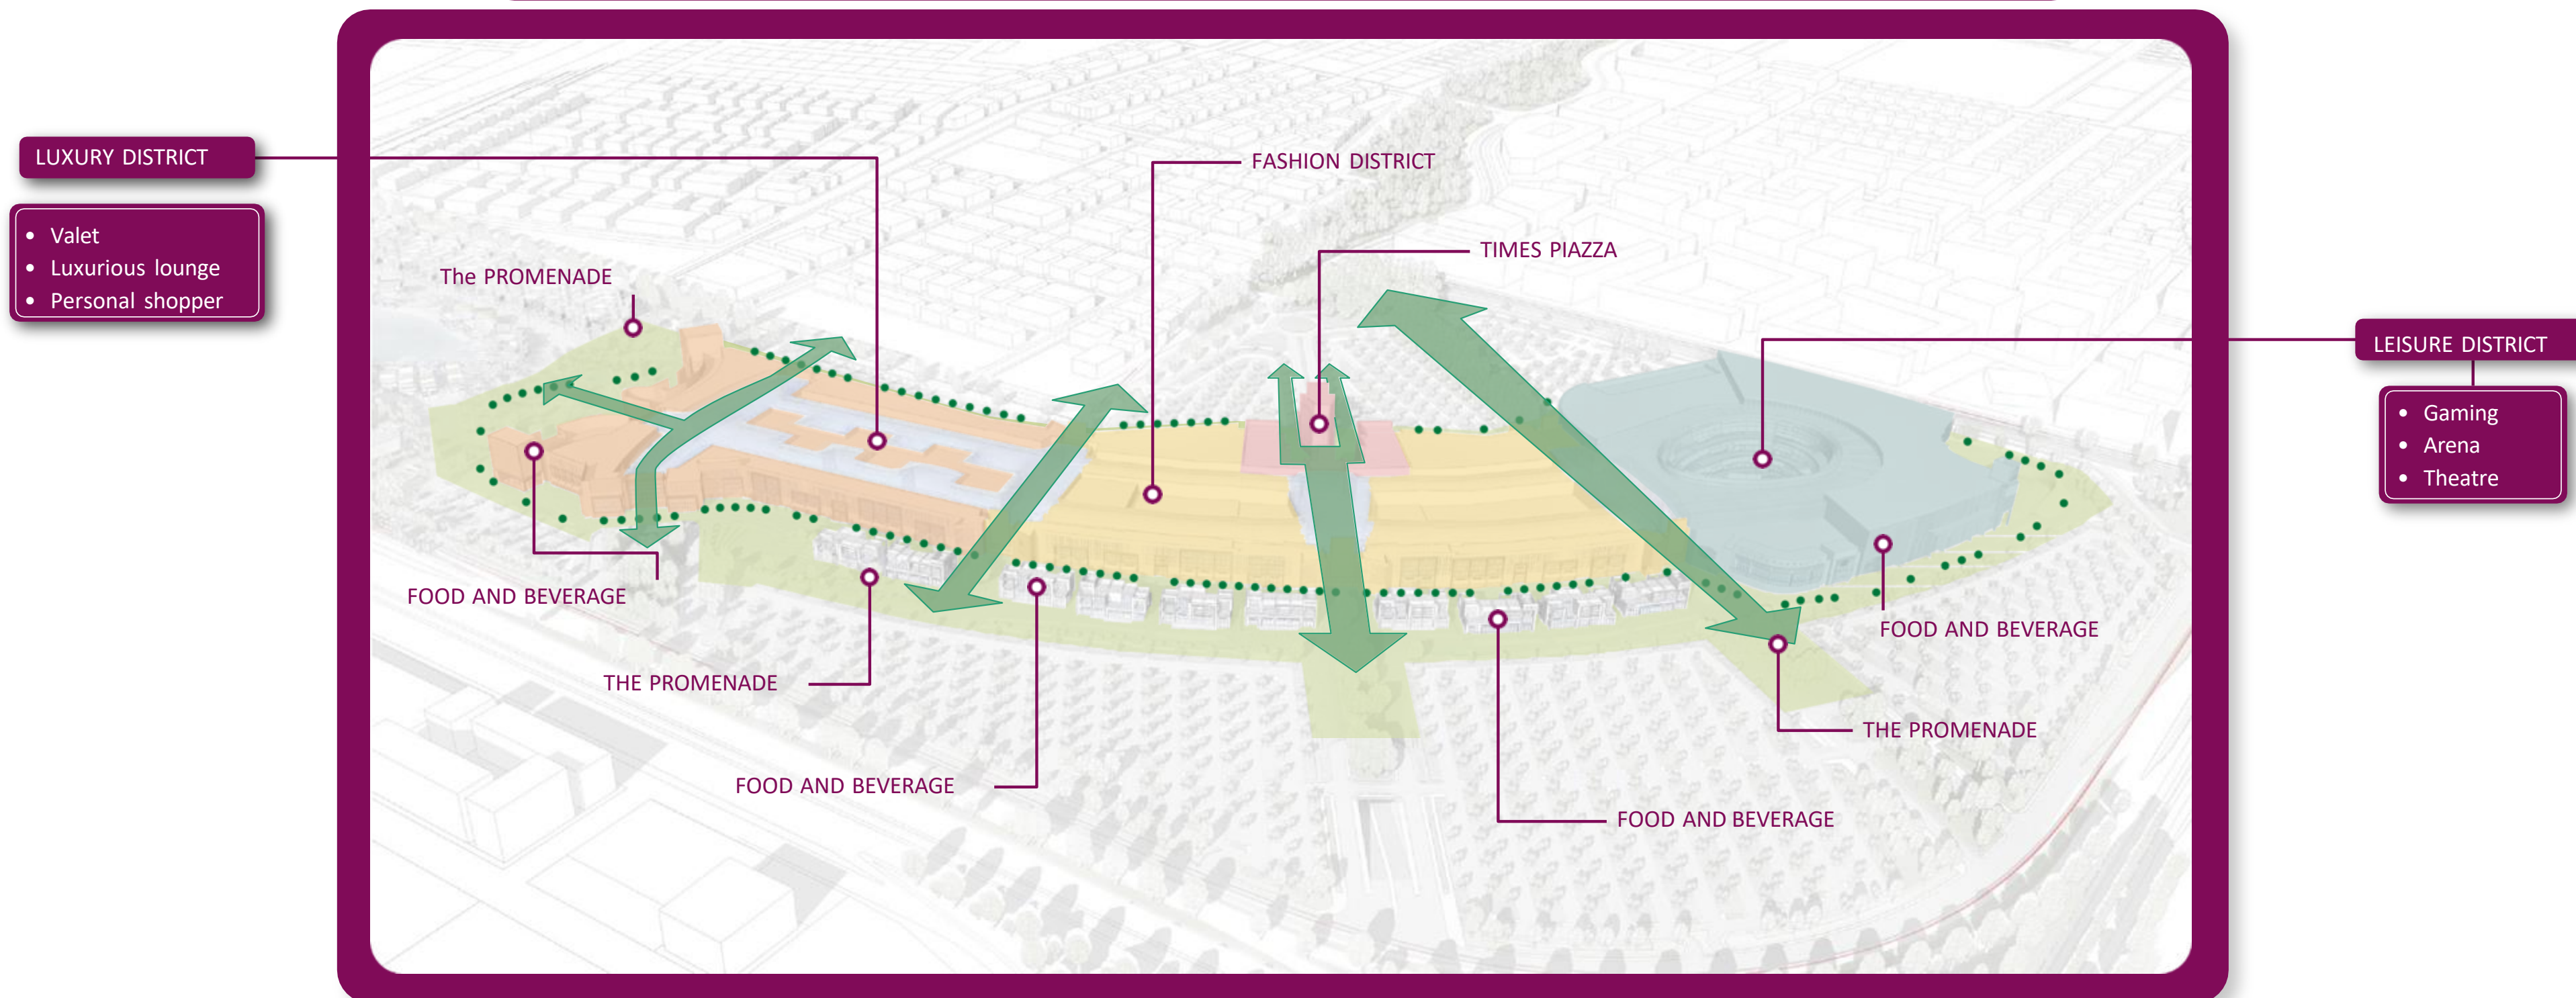 LUXURY DISTRICT
• Valet
• Luxurious lounge
• Personal shopper
The PROMENADE
FASHION DISTRICT
TIMES PIAZZA
LEISURE DISTRICT
• Gaming
• Arena
• Theatre
FOOD AND BEVERAGE
THE PROMENADE
FOOD AND BEVERAGE
FOOD AND BEVERAGE
THE PROMENADE
FOOD AND BEVERAGE